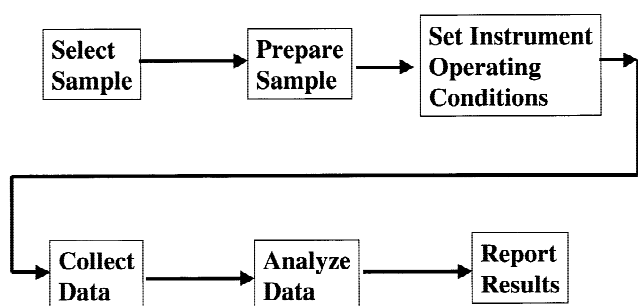 Select
Sample
Prepare
Sample
Set Instrument
Operating
Conditions
Collect
Data
Analyze
Data
Report
Results